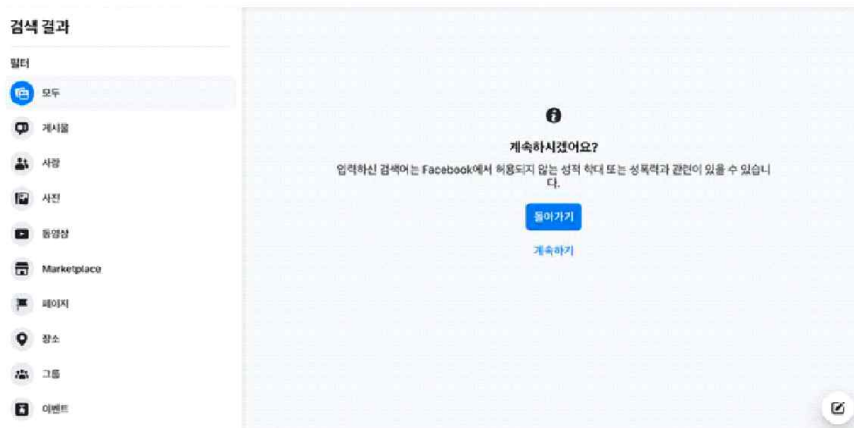 검색 결과
필터
모두
게시물
사람
사진
동영상
Marketplace
페이지
장소
그룹
이벤트
계속하시겠어요?
입력하신 검색어는 Facebook에서 허용되지 않는 성적 학대 또는 성폭력과 관련이 있을 수 있습니
다.
돌아가기
계속하기